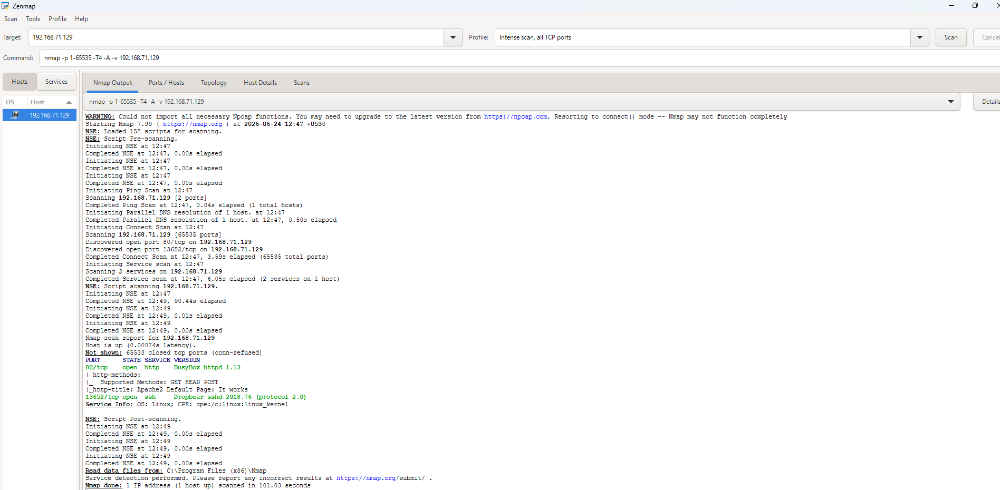 Zenmap
Scan Tools Profile Help
Target: 192.168.71.129 Profile: Intense scan, all TCP ports Scan Cancel
Command: nmap -p 1-65535 -T4 -A -v 192.168.71.129
Hosts Services Nmap Output Ports / Hosts Topology Host Details Scans
OS Host
nmap -p 1-65535 -T4 -A -v 192.168.71.129 Details
192.168.71.129
WARNING: Could not import all necessary Npcap functions. You may need to upgrade to the latest version from https://npcap.com. Resorting to connect() mode -- Nmap may not function completely
Starting Nmap 7.99 ( https://nmap.org ) at 2026-06-24 12:47 +0530
NSE: Loaded 158 scripts for scanning.
NSE: Script Pre-scanning.
Initiating NSE at 12:47
Completed NSE at 12:47, 0.00s elapsed
Initiating NSE at 12:47
Completed NSE at 12:47, 0.00s elapsed
Initiating NSE at 12:47
Completed NSE at 12:47, 0.00s elapsed
Initiating Ping Scan at 12:47
Scanning 192.168.71.129 [2 ports]
Completed Ping Scan at 12:47, 0.04s elapsed (1 total hosts)
Initiating Parallel DNS resolution of 1 host. at 12:47
Completed Parallel DNS resolution of 1 host. at 12:47, 0.50s elapsed
Initiating Connect Scan at 12:47
Scanning 192.168.71.129 [65535 ports]
Discovered open port 80/tcp on 192.168.71.129
Discovered open port 13652/tcp on 192.168.71.129
Completed Connect Scan at 12:47, 3.59s elapsed (65535 total ports)
Initiating Service scan at 12:47
Scanning 2 services on 192.168.71.129
Completed Service scan at 12:47, 6.05s elapsed (2 services on 1 host)
NSE: Script scanning 192.168.71.129.
Initiating NSE at 12:47
Completed NSE at 12:49, 90.44s elapsed
Initiating NSE at 12:49
Completed NSE at 12:49, 0.01s elapsed
Initiating NSE at 12:49
Completed NSE at 12:49, 0.00s elapsed
Nmap scan report for 192.168.71.129
Host is up (0.00074s latency).
Not shown: 65533 closed tcp ports (conn-refused)
PORT STATE SERVICE VERSION
80/tcp open http BusyBox httpd 1.13
| http-methods:
|_ Supported Methods: GET HEAD POST
|_http-title: Apache2 Default Page: It works
13652/tcp open ssh Dropbear sshd 2018.76 (protocol 2.0)
Service Info: OS: Linux; CPE: cpe:/o:linux:linux_kernel
NSE: Script Post-scanning.
Initiating NSE at 12:49
Completed NSE at 12:49, 0.00s elapsed
Initiating NSE at 12:49
Completed NSE at 12:49, 0.00s elapsed
Initiating NSE at 12:49
Completed NSE at 12:49, 0.00s elapsed
Read data files from: C:\Program Files (x86)\Nmap
Service detection performed. Please report any incorrect results at https://nmap.org/submit/ .
Nmap done: 1 IP address (1 host up) scanned in 101.03 seconds